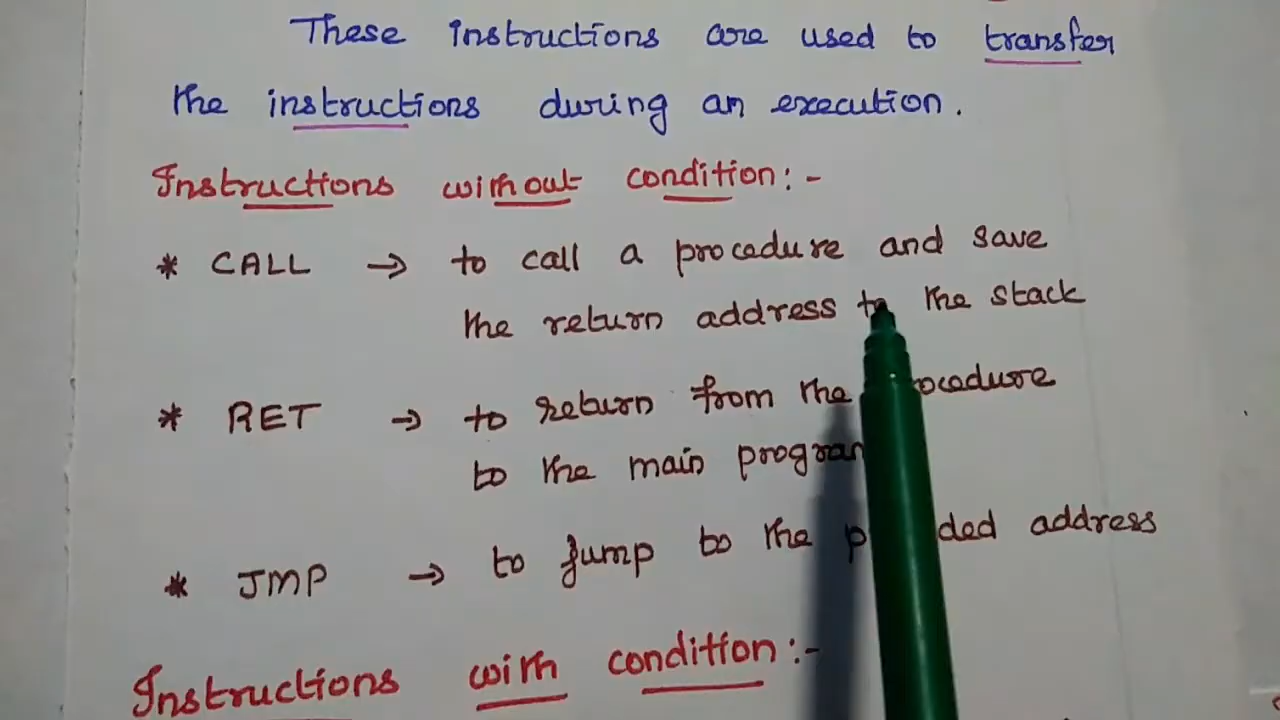 These instructions are used to transfer
the instructions during an execution.
Instructions without condition:-
* CALL → to call a procedure and save
the return address to the stack
* RET → to return from the
to the main
* JMP → to jump to the address
Instructions with condition:-